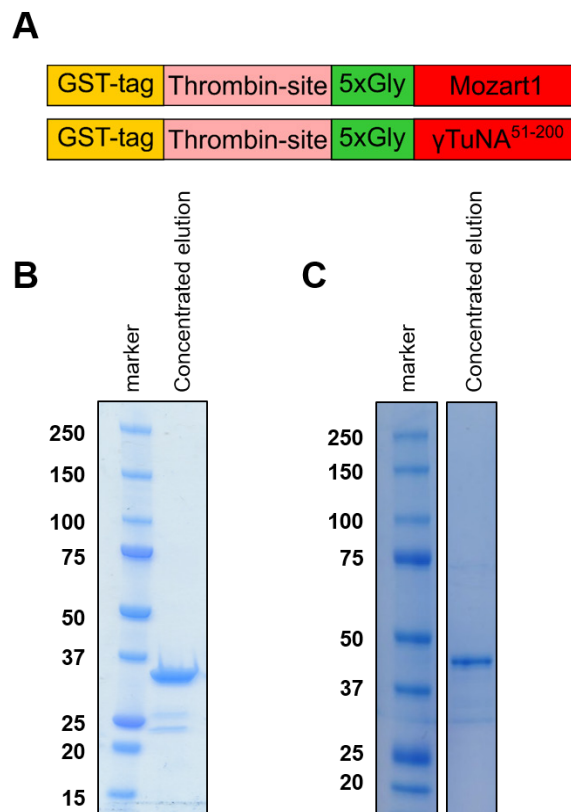 A
GST-tag Thrombin-site 5xGly Mozart1
GST-tag Thrombin-site 5xGly γTuNA51-200
B
marker
Concentrated elution
250
150
100
75
50
37
25
20
15
C
marker
Concentrated elution
250
150
100
75
50
37
25
20